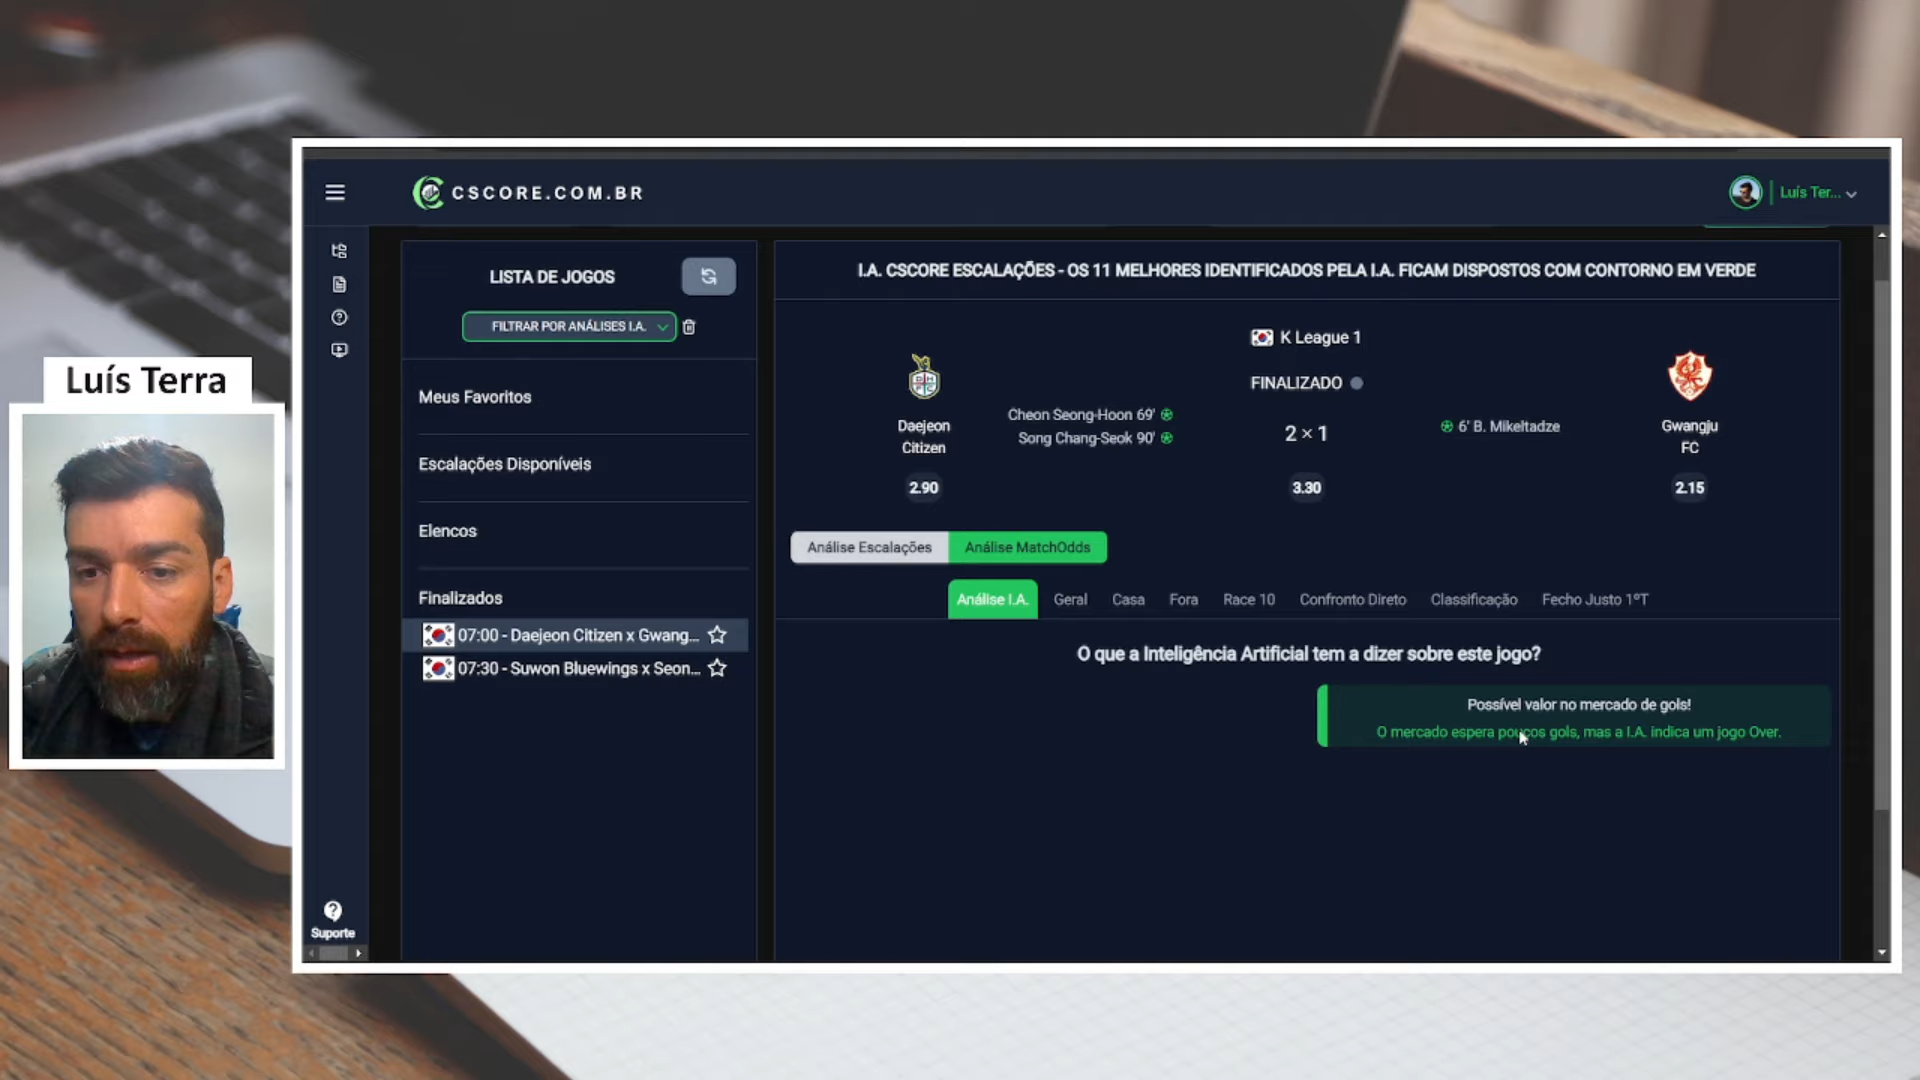 Luís Terra
CSCORE.COM.BR
Luís Ter...
LISTA DE JOGOS
FILTRAR POR ANÁLISES I.A.
Meus Favoritos
Escalações Disponíveis
Elencos
Finalizados
07:00 - Daejeon Citizen x Gwang...
07:30 - Suwon Bluewings x Seon...
Suporte
I.A. CSCORE ESCALAÇÕES - OS 11 MELHORES IDENTIFICADOS PELA I.A. FICAM DISPOSTOS COM CONTORNO EM VERDE
K League 1
FINALIZADO
Cheon Seong-Hoon 69'
Song Chang-Seok 90'
2 × 1
6' B. Mikeltadze
Daejeon
Citizen
Gwangju
FC
2.90
3.30
2.15
Análise Escalações
Análise MatchOdds
Análise I.A.
Geral
Casa
Fora
Race 10
Confronto Direto
Classificação
Fecho Justo 1ºT
O que a Inteligência Artificial tem a dizer sobre este jogo?
Possível valor no mercado de gols!
O mercado espera poucos gols, mas a I.A. indica um jogo Over.